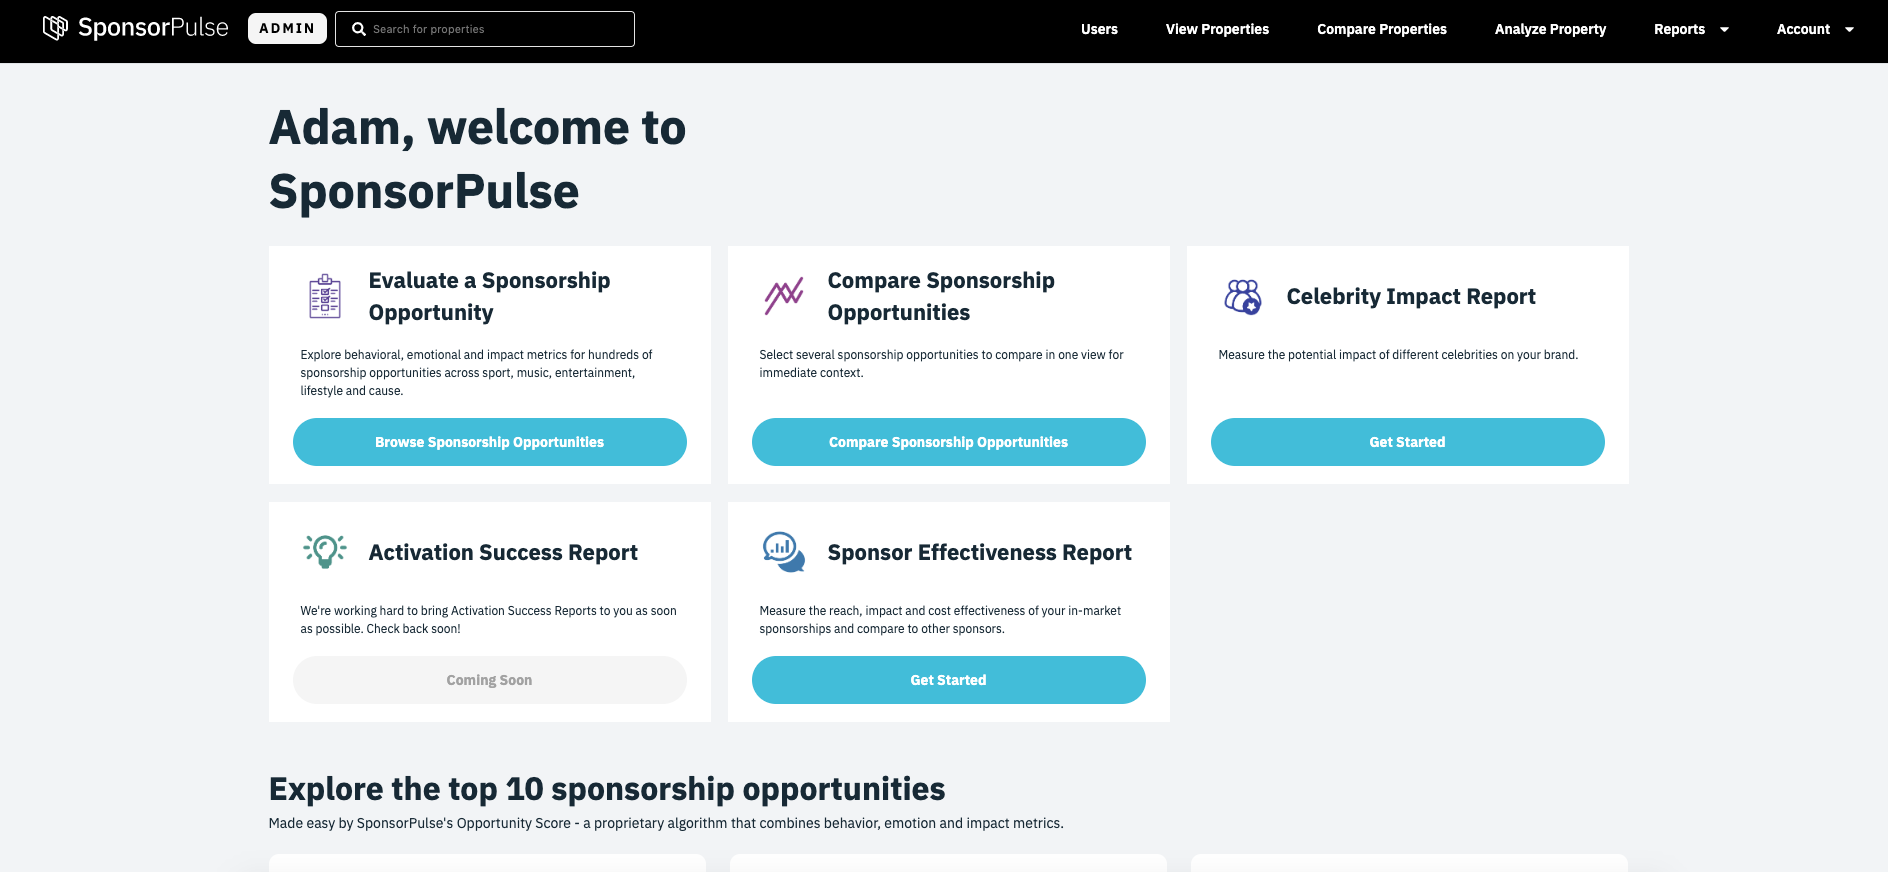 SponsorPulse
ADMIN
Search for properties
Users
View Properties
Compare Properties
Analyze Property
Reports
Account
Adam, welcome to
SponsorPulse
Evaluate a Sponsorship
Opportunity
Explore behavioral, emotional and impact metrics for hundreds of
sponsorship opportunities across sport, music, entertainment,
lifestyle and cause.
Browse Sponsorship Opportunities
Compare Sponsorship
Opportunities
Select several sponsorship opportunities to compare in one view for
immediate context.
Compare Sponsorship Opportunities
Celebrity Impact Report
Measure the potential impact of different celebrities on your brand.
Get Started
Activation Success Report
We're working hard to bring Activation Success Reports to you as soon
as possible. Check back soon!
Coming Soon
Sponsor Effectiveness Report
Measure the reach, impact and cost effectiveness of your in-market
sponsorships and compare to other sponsors.
Get Started
Explore the top 10 sponsorship opportunities
Made easy by SponsorPulse's Opportunity Score - a proprietary algorithm that combines behavior, emotion and impact metrics.